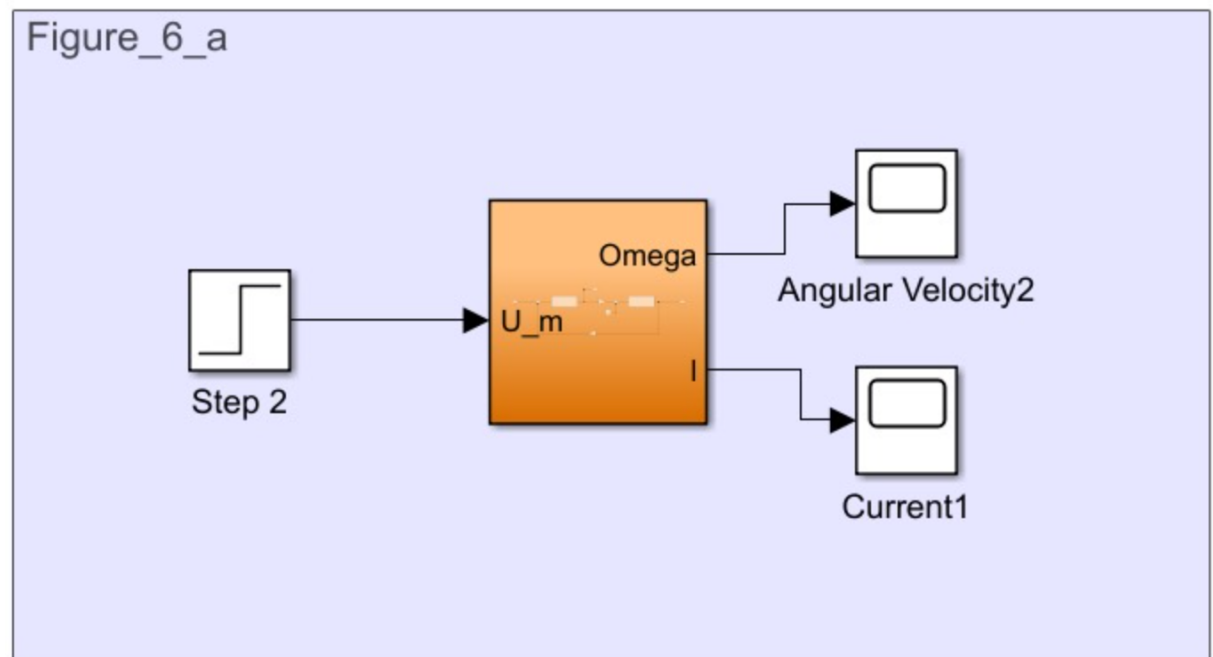 Figure_6_a
Omega
Angular Velocity2
U_m
Step 2
I
Current1